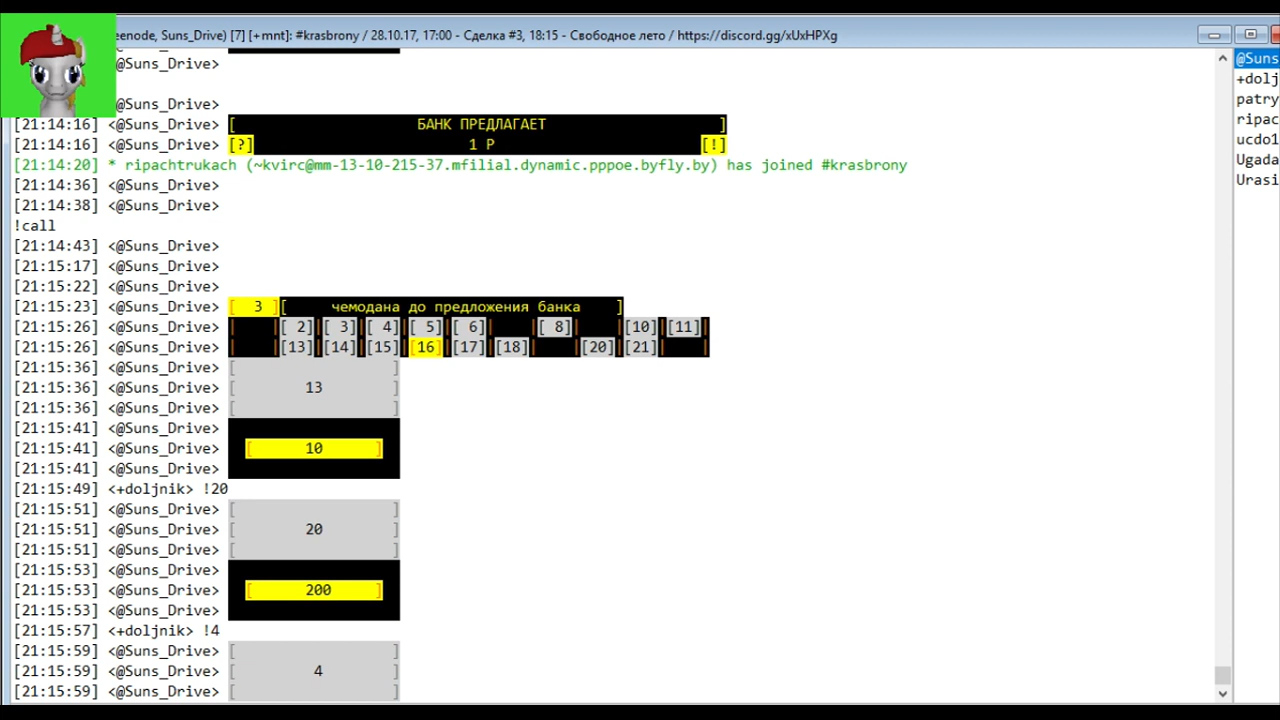 eenode, Suns_Drive) [7] [+mnt]: #krasbrony / 28.10.17, 17:00 - Сделка #3, 18:15 - Свободное лето / https://discord.gg/xUxHPXg
<@Suns_Drive>
<@Suns_Drive>
[21:14:16] <@Suns_Drive> [ БАНК ПРЕДЛАГАЕТ ]
[21:14:16] <@Suns_Drive> [?] 1 Р [!]
[21:14:20] * ripachtrukach (~kvirc@mm-13-10-215-37.mfilial.dynamic.pppoe.byfly.by) has joined #krasbrony
[21:14:36] <@Suns_Drive>
[21:14:38] <@Suns_Drive>
!call
[21:14:43] <@Suns_Drive>
[21:15:17] <@Suns_Drive>
[21:15:22] <@Suns_Drive>
[21:15:23] <@Suns_Drive> [ 3 ][ чемодана до предложения банка ]
[21:15:26] <@Suns_Drive> | |[ 2]|[ 3]|[ 4]|[ 5]|[ 6]| |[ 8]| |[10]|[11]|
[21:15:26] <@Suns_Drive> | |[13]|[14]|[15]|[16]|[17]|[18]| |[20]|[21]| |
[21:15:36] <@Suns_Drive> [ ]
[21:15:36] <@Suns_Drive> [ 13 ]
[21:15:36] <@Suns_Drive> [ ]
[21:15:41] <@Suns_Drive>
[21:15:41] <@Suns_Drive> [ 10 ]
[21:15:41] <@Suns_Drive>
[21:15:49] <+doljnik> !20
[21:15:51] <@Suns_Drive> [ ]
[21:15:51] <@Suns_Drive> [ 20 ]
[21:15:51] <@Suns_Drive> [ ]
[21:15:53] <@Suns_Drive>
[21:15:53] <@Suns_Drive> [ 200 ]
[21:15:53] <@Suns_Drive>
[21:15:57] <+doljnik> !4
[21:15:59] <@Suns_Drive> [ ]
[21:15:59] <@Suns_Drive> [ 4 ]
[21:15:59] <@Suns_Drive> [ ]
@Suns
+dolj
patry
ripac
ucdo1
Ugada
Urasi